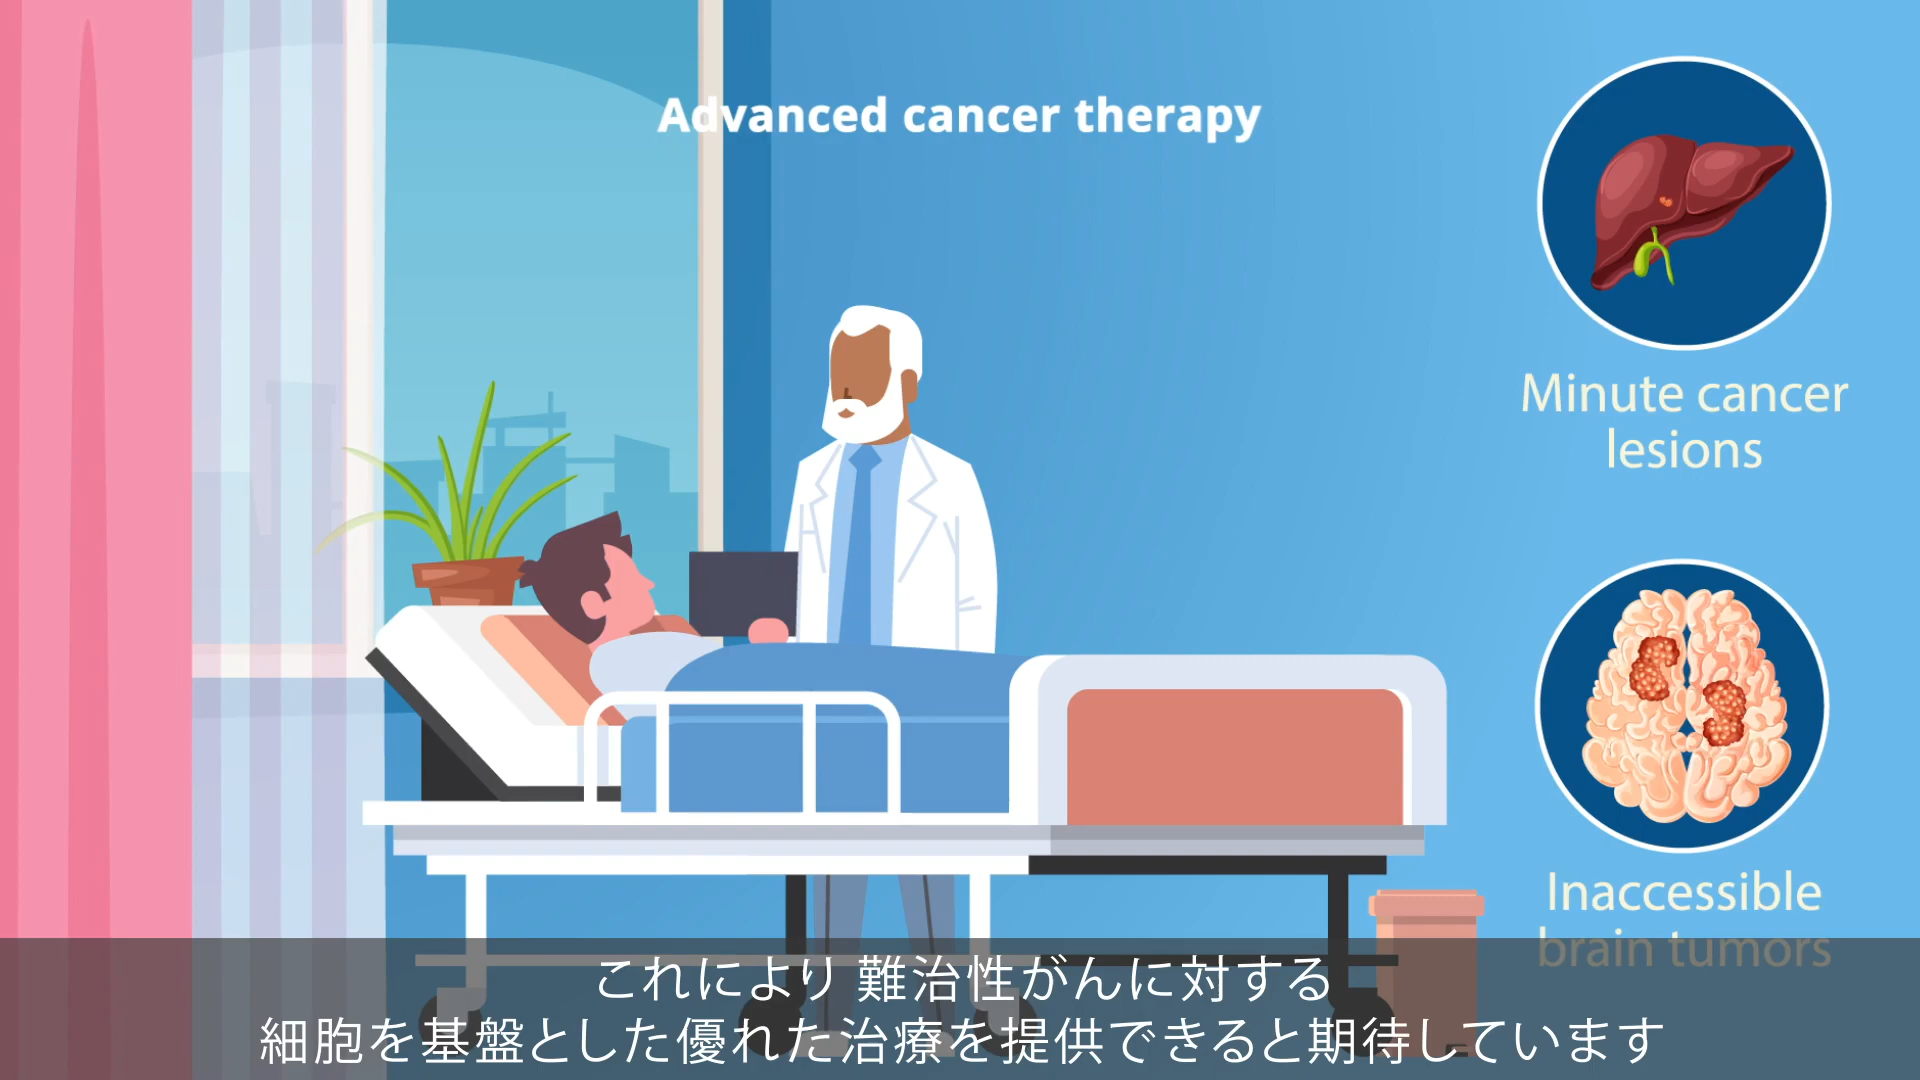 Advanced cancer therapy
Minute cancer
lesions
Inaccessible
brain tumors
これにより 難治性がんに対する
細胞を基盤とした優れた治療を提供できると期待しています